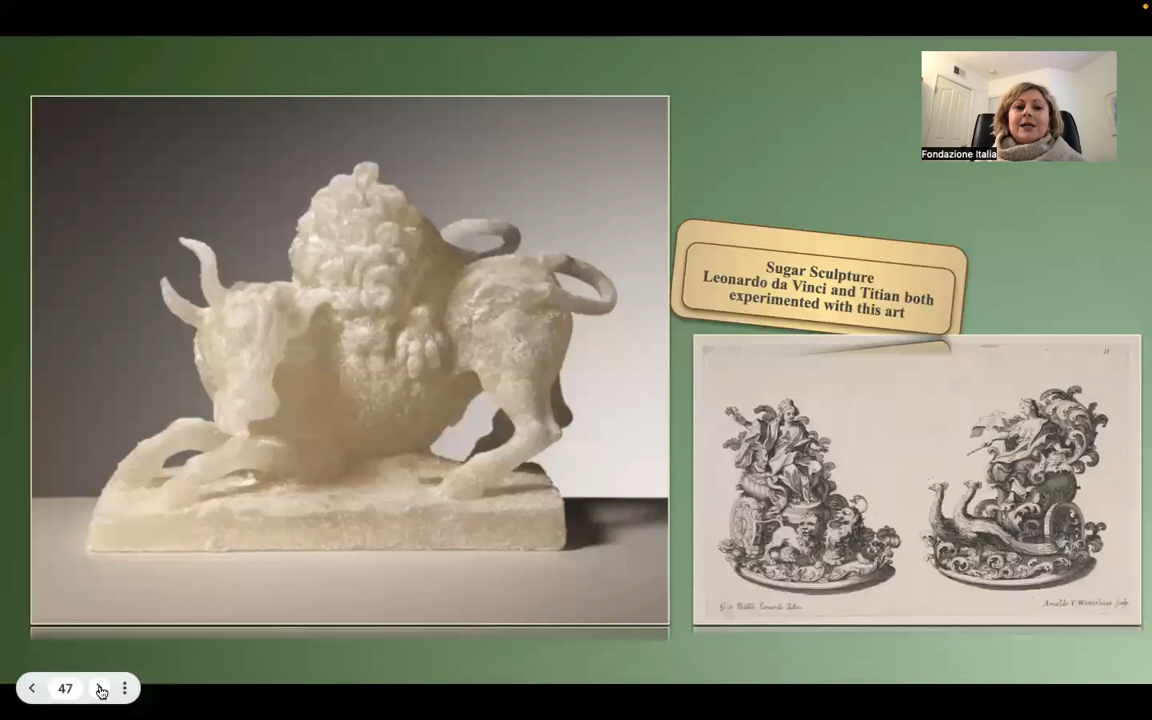 Fondazione Italia
Sugar Sculpture
Leonardo da Vinci and Titian both
experimented with this art
47